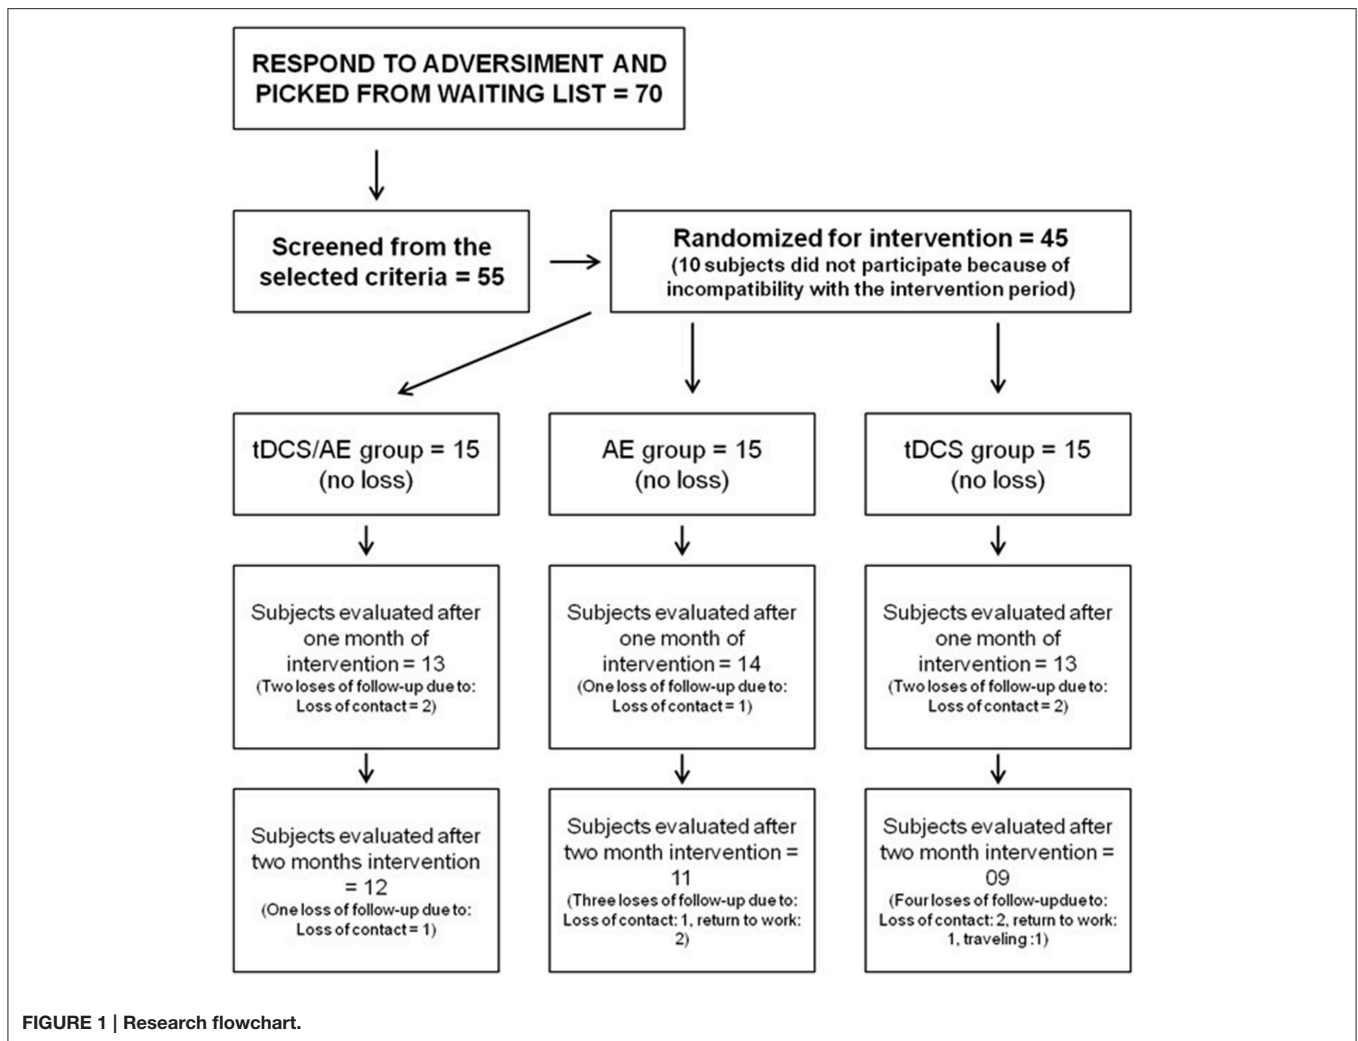 RESPOND TO ADVERSIMENT AND
PICKED FROM WAITING LIST = 70
Screened from the
selected criteria = 55
Randomized for intervention = 45
(10 subjects did not participate because of
incompatibility with the intervention period)
tDCS/AE group = 15
(no loss)
AE group = 15
(no loss)
tDCS group = 15
(no loss)
Subjects evaluated after
one month of
intervention = 13
(Two loses of follow-up due to:
Loss of contact = 2)
Subjects evaluated after
one month of
intervention = 14
(One loss of follow-up due to:
Loss of contact = 1)
Subjects evaluated after
one month of
intervention = 13
(Two loses of follow-up due to:
Loss of contact = 2)
Subjects evaluated after
two months intervention
= 12
(One loss of follow-up due to:
Loss of contact = 1)
Subjects evaluated after
two month intervention =
11
(Three loses of follow-up due to:
Loss of contact: 1, return to work:
2)
Subjects evaluated after
two month intervention =
09
(Four loses of follow-updue to:
Loss of contact: 2, return to work:
1, traveling :1)
FIGURE 1 | Research flowchart.